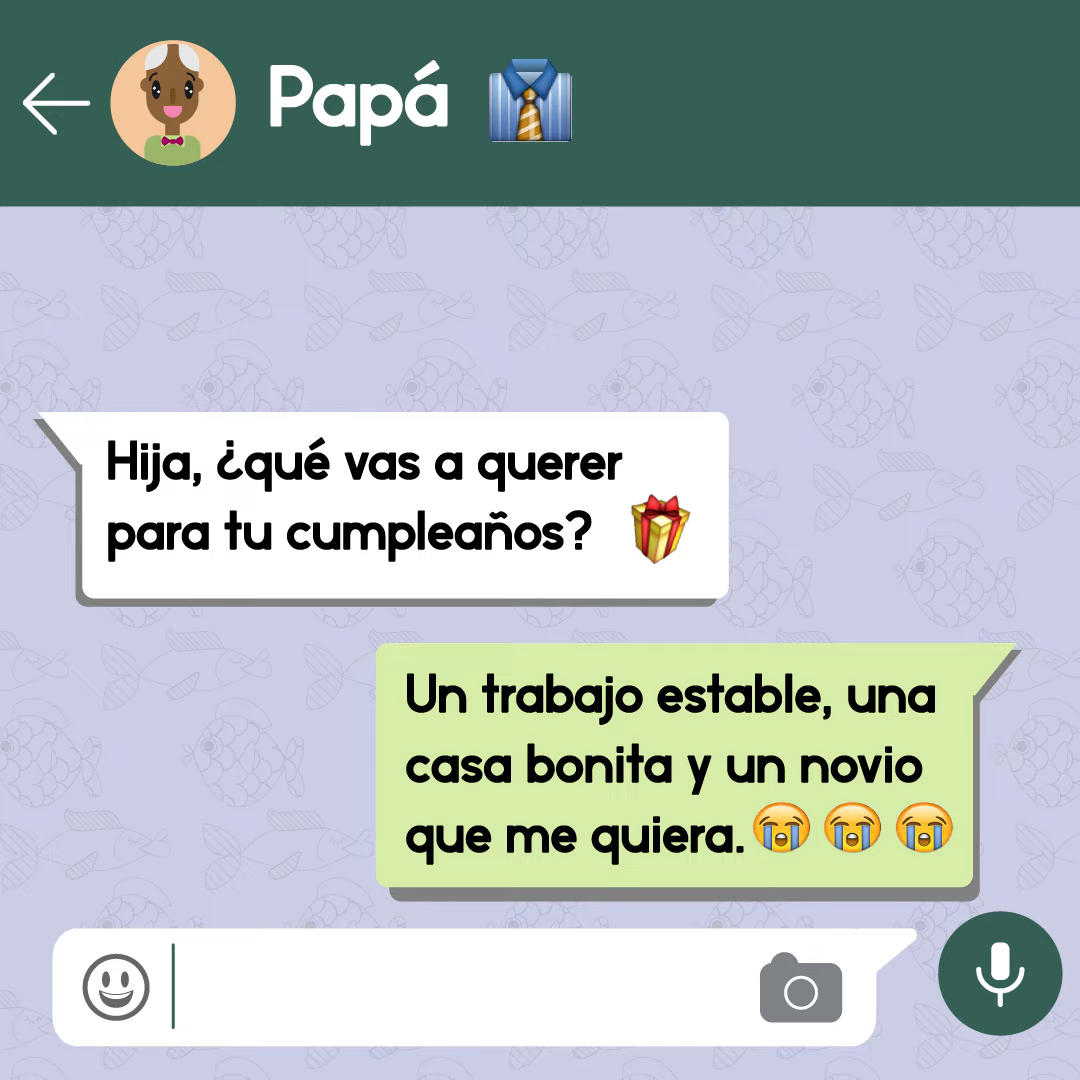 Papá
Hija, ¿qué vas a querer
para tu cumpleaños?
Un trabajo estable, una
casa bonita y un novio
que me quiera.